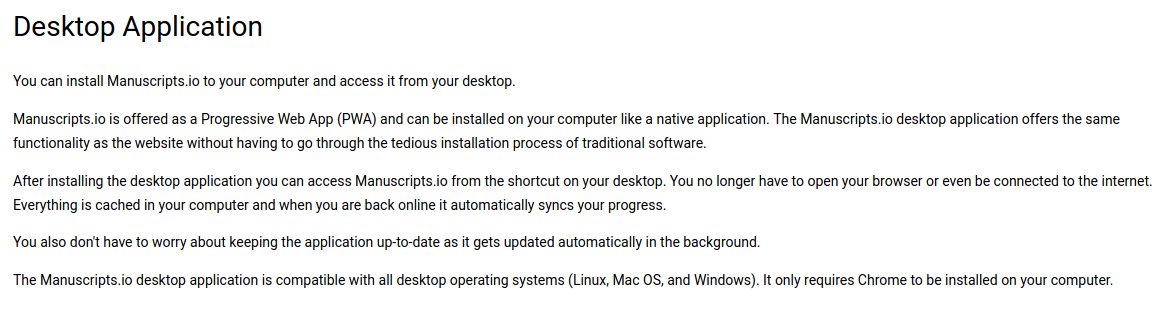 Desktop Application
You can install Manuscripts.io to your computer and access it from your desktop.
Manuscripts.io is offered as a Progressive Web App (PWA) and can be installed on your computer like a native application. The Manuscripts.io desktop application offers the same
functionality as the website without having to go through the tedious installation process of traditional software.
After installing the desktop application you can access Manuscripts.io from the shortcut on your desktop. You no longer have to open your browser or even be connected to the internet.
Everything is cached in your computer and when you are back online it automatically syncs your progress.
You also don't have to worry about keeping the application up-to-date as it gets updated automatically in the background.
The Manuscripts.io desktop application is compatible with all desktop operating systems (Linux, Mac OS, and Windows). It only requires Chrome to be installed on your computer.